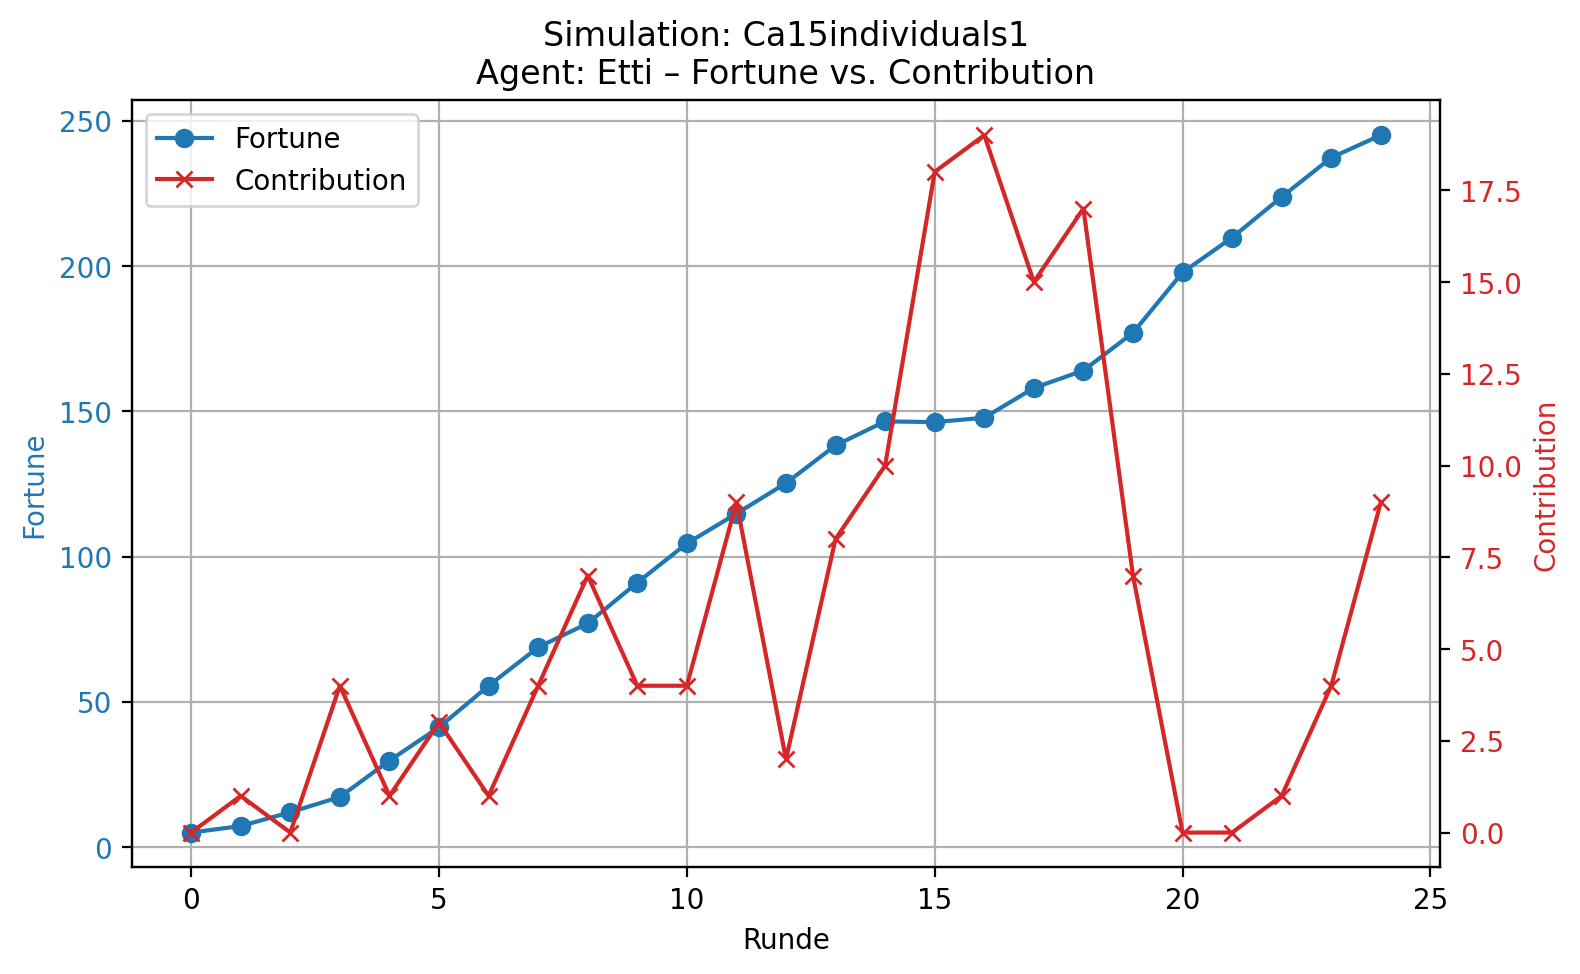 Simulation: Ca15individuals1
Agent: Etti – Fortune vs. Contribution
Fortune
Contribution
250
200
150
100
50
0
Fortune
17.5
15.0
12.5
10.0
7.5
5.0
2.5
0.0
Contribution
0 5 10 15 20 25
Runde